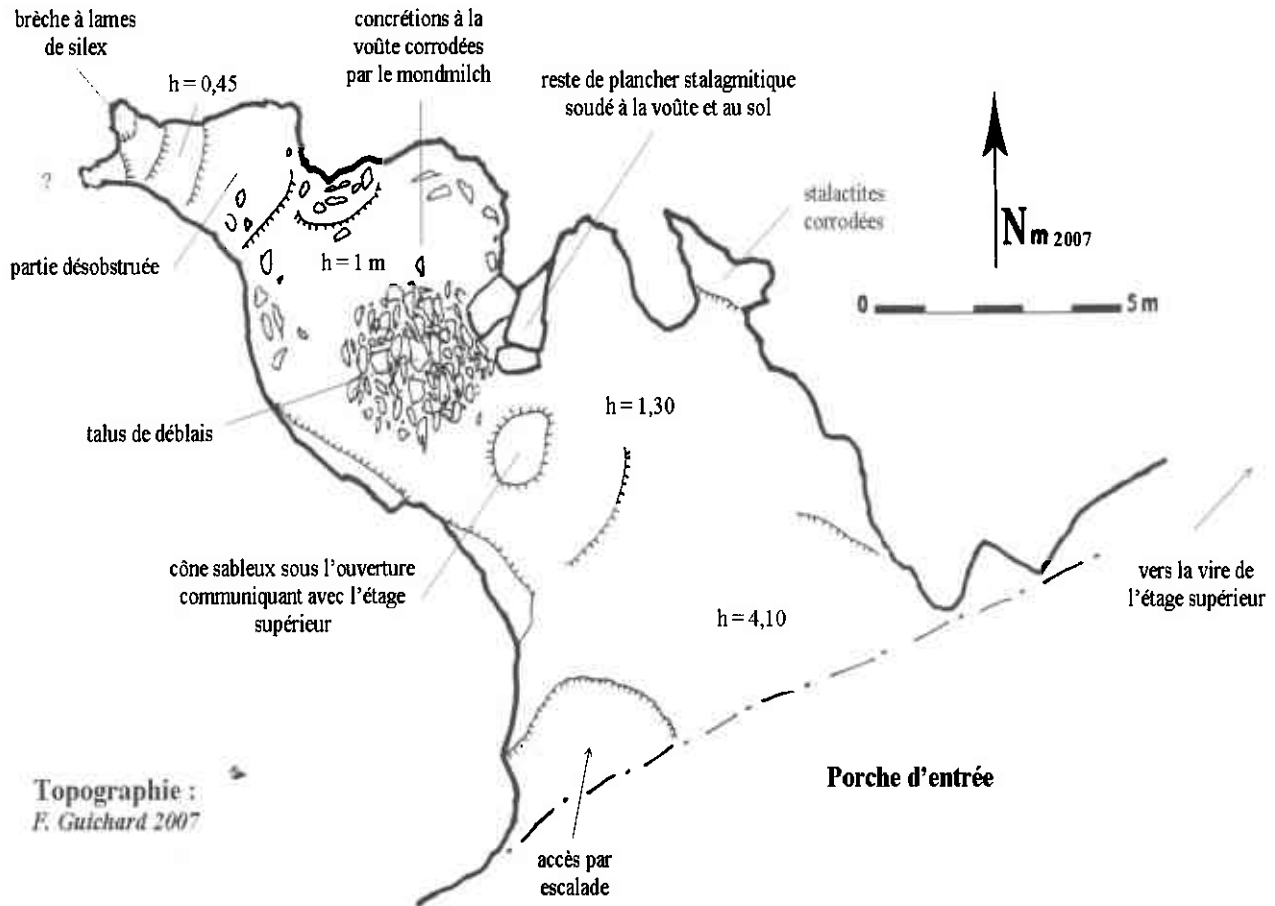 brèche à lames
de silex
concrétions à la
voûte corrodées
par le mondmilch
h = 0,45
reste de plancher stalagmitique
soudé à la voûte et au sol
stalactites
corrodées
Nm 2007
?
partie désobstruée
h = 1 m
0
5 m
talus de déblais
h = 1,30
cône sableux sous l'ouverture
communiquant avec l'étage
supérieur
vers la vire de
l'étage supérieur
h = 4,10
Porche d'entrée
Topographie :
F. Guichard 2007
accès par
escalade